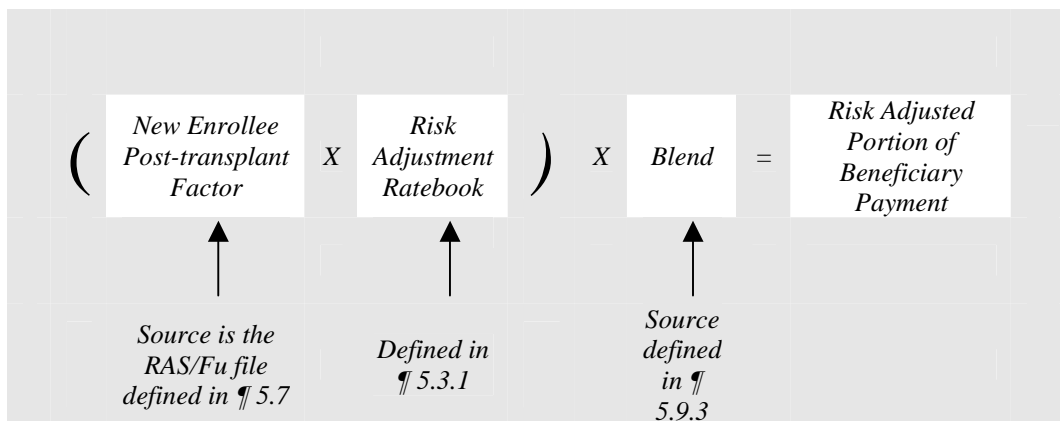 ( New Enrollee Post-transplant Factor X Risk Adjustment Ratebook ) X Blend = Risk Adjusted Portion of Beneficiary Payment
Source is the
RAS/Fu file
defined in ¶ 5.7
Defined in
¶ 5.3.1
Source
defined
in ¶
5.9.3